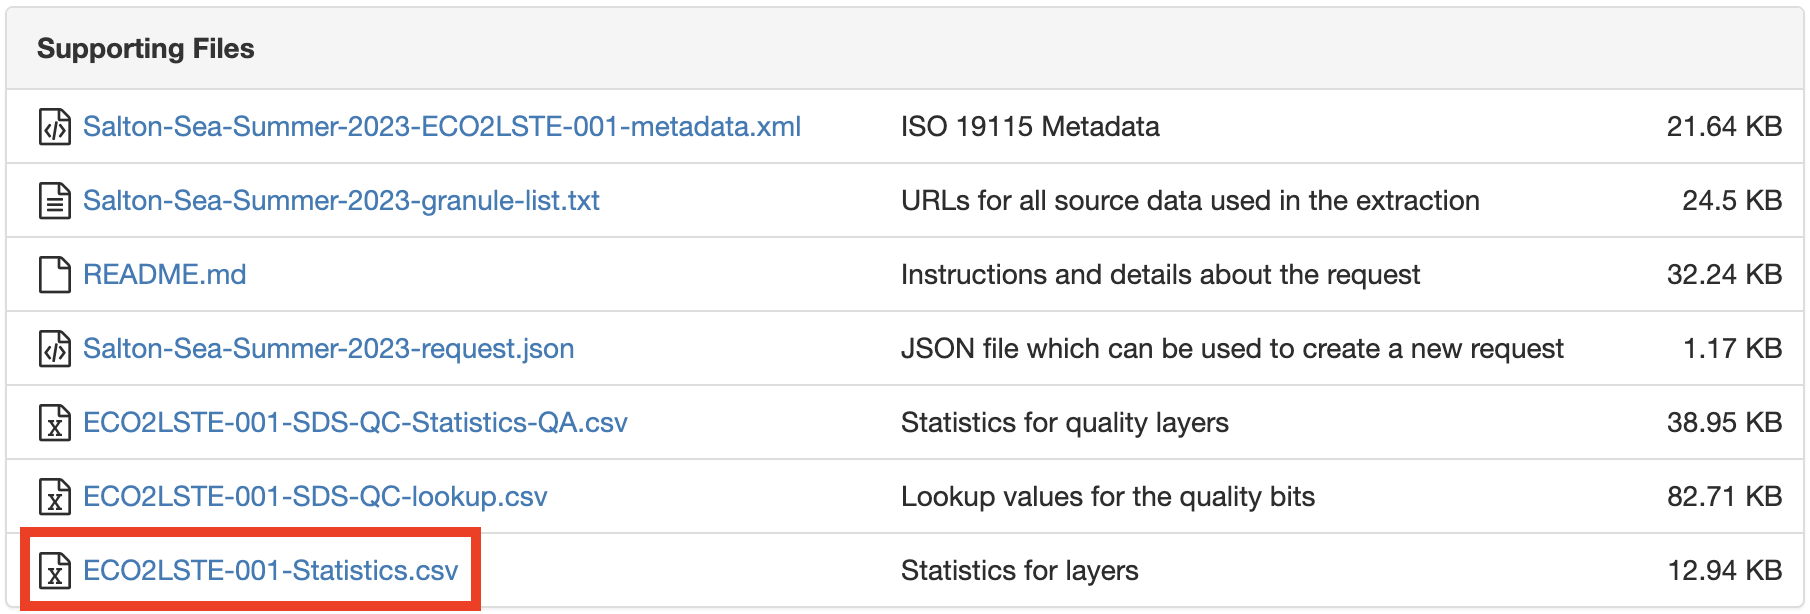 Supporting Files
Salton-Sea-Summer-2023-ECO2LSTE-001-metadata.xml ISO 19115 Metadata 21.64 KB
Salton-Sea-Summer-2023-granule-list.txt URLs for all source data used in the extraction 24.5 KB
README.md Instructions and details about the request 32.24 KB
Salton-Sea-Summer-2023-request.json JSON file which can be used to create a new request 1.17 KB
ECO2LSTE-001-SDS-QC-Statistics-QA.csv Statistics for quality layers 38.95 KB
ECO2LSTE-001-SDS-QC-lookup.csv Lookup values for the quality bits 82.71 KB
ECO2LSTE-001-Statistics.csv Statistics for layers 12.94 KB